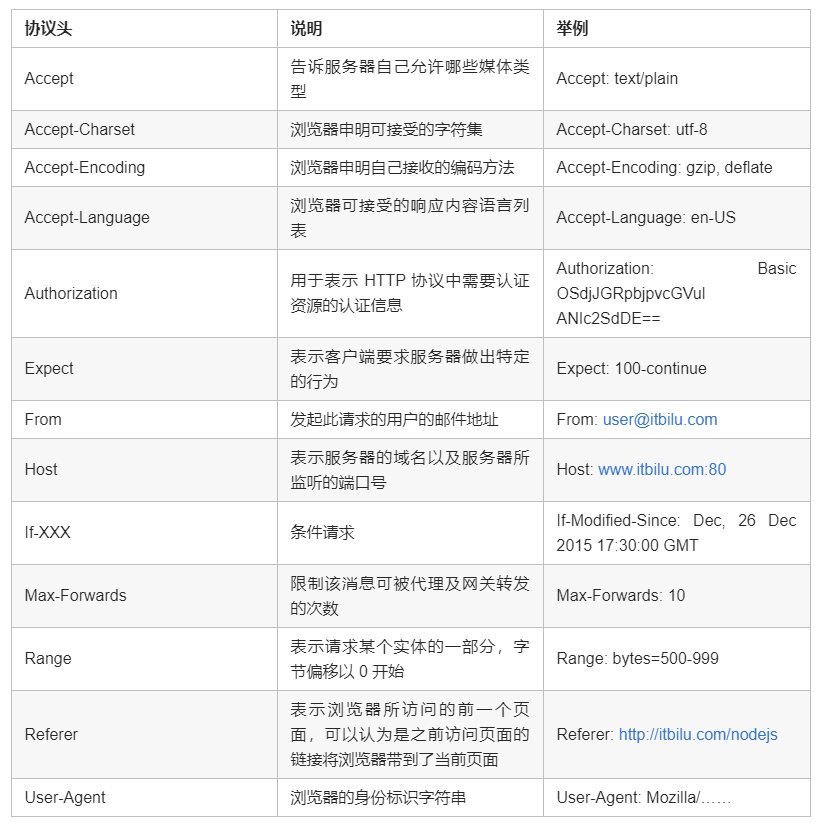 协议头
说明
举例
Accept
告诉服务器自己允许哪些媒体类
型
Accept: text/plain
Accept-Charset
浏览器申明可接受的字符集
Accept-Charset: utf-8
Accept-Encoding
浏览器申明自己接收的编码方法
Accept-Encoding: gzip, deflate
Accept-Language
浏览器可接受的响应内容语言列
表
Accept-Language: en-US
Authorization
用于表示 HTTP 协议中需要认证
资源的认证信息
Authorization: Basic
OSdjJGRpbjpvcGVuI
ANIc2SdDE==
Expect
表示客户端要求服务器做出特定
的行为
Expect: 100-continue
From
发起此请求的用户的邮件地址
From: user@itbilu.com
Host
表示服务器的域名以及服务器所
监听的端口号
Host: www.itbilu.com:80
If-XXX
条件请求
If-Modified-Since: Dec, 26 Dec
2015 17:30:00 GMT
Max-Forwards
限制该消息可被代理及网关转发
的次数
Max-Forwards: 10
Range
表示请求某个实体的一部分，字
节偏移以 0 开始
Range: bytes=500-999
Referer
表示浏览器所访问的前一个页
面，可以认为是之前访问页面的
链接将浏览器带到了当前页面
Referer: http://itbilu.com/nodejs
User-Agent
浏览器的身份标识字符串
User-Agent: Mozilla/……